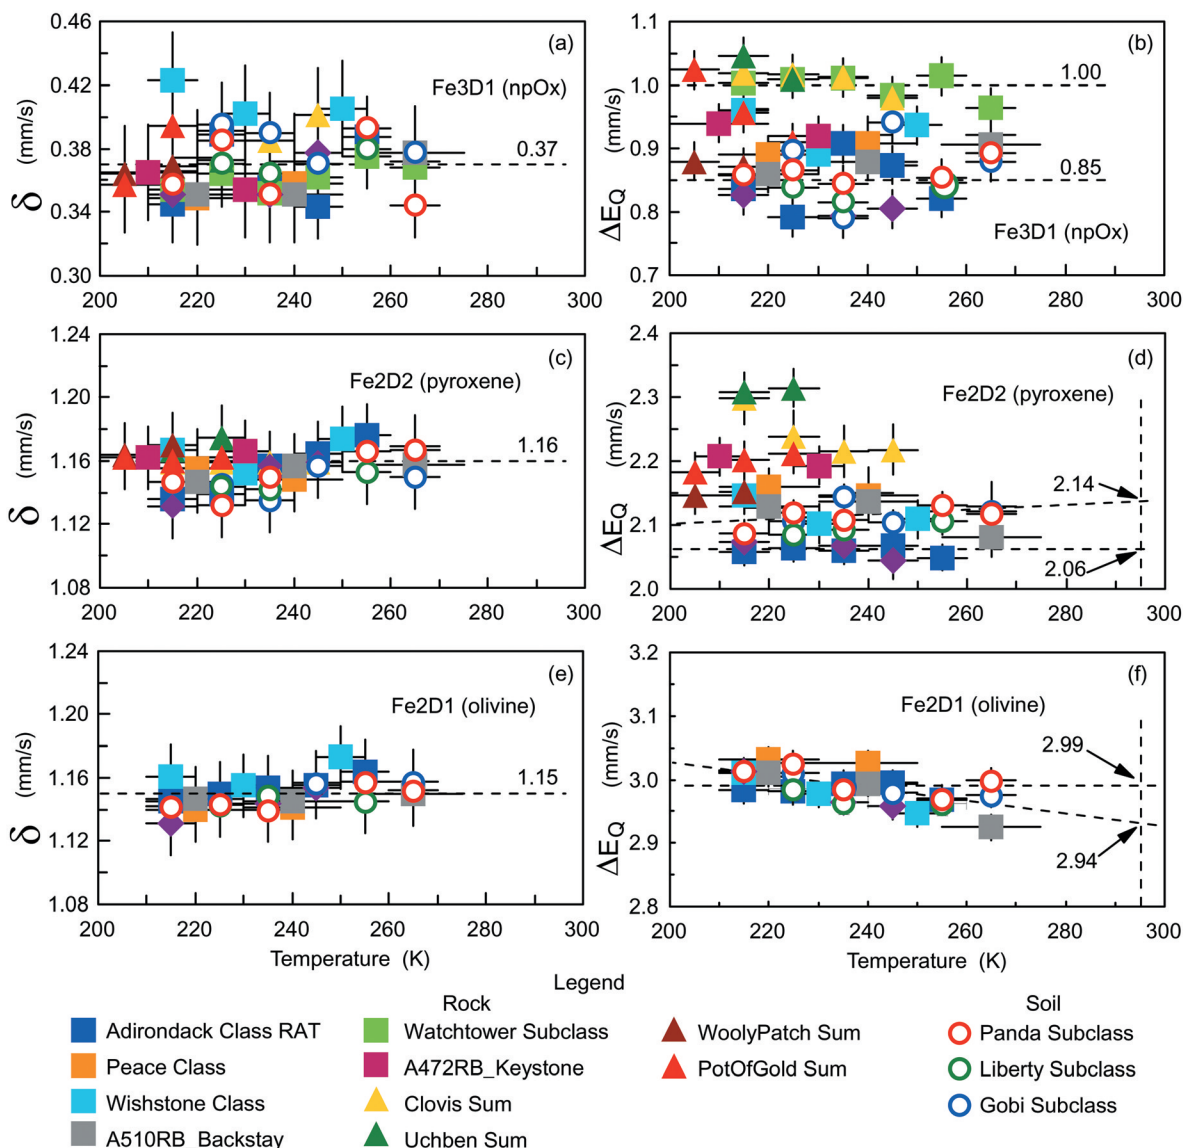 0.46
0.42
0.38
0.34
0.30
δ (mm/s)
(a)
Fe3D1 (npOx)
0.37
200 220 240 260 280 300
1.1
1.0
0.9
0.8
0.7
ΔEQ (mm/s)
(b)
1.00
0.85
Fe3D1 (npOx)
200 220 240 260 280 300
1.24
1.20
1.16
1.12
1.08
δ (mm/s)
(c)
Fe2D2 (pyroxene)
1.16
200 220 240 260 280 300
2.4
2.3
2.2
2.1
2.0
ΔEQ (mm/s)
(d)
Fe2D2 (pyroxene)
2.14
2.06
200 220 240 260 280 300
1.24
1.20
1.16
1.12
1.08
δ (mm/s)
(e)
Fe2D1 (olivine)
1.15
200 220 240 260 280 300
Temperature (K)
3.2
3.1
3.0
2.9
2.8
ΔEQ (mm/s)
(f)
Fe2D1 (olivine)
2.99
2.94
200 220 240 260 280 300
Temperature (K)
Legend
Rock
Soil
Adirondack Class RAT
Peace Class
Wishstone Class
A510RB_Backstay
Watchtower Subclass
A472RB_Keystone
Clovis Sum
Uchben Sum
WoolyPatch Sum
PotOfGold Sum
Panda Subclass
Liberty Subclass
Gobi Subclass